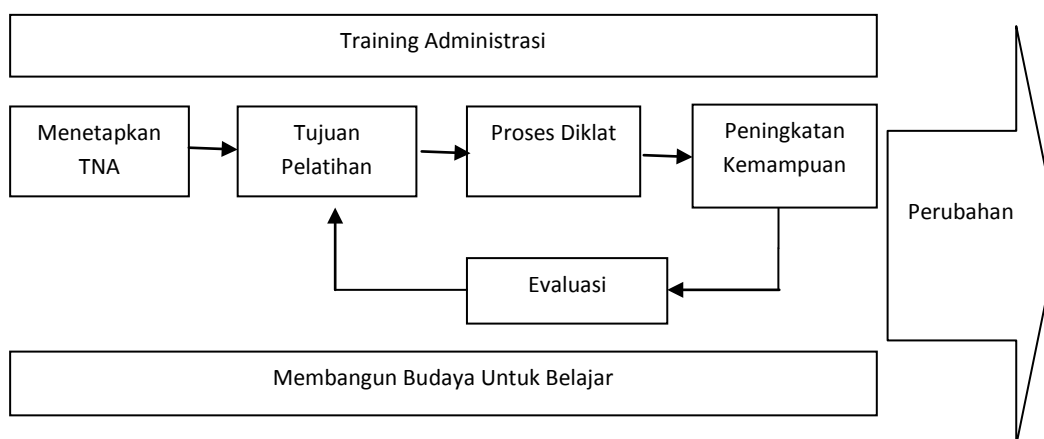 Training Administrasi
Menetapkan
TNA
Tujuan
Pelatihan
Proses Diklat
Peningkatan
Kemampuan
Perubahan
Evaluasi
Membangun Budaya Untuk Belajar